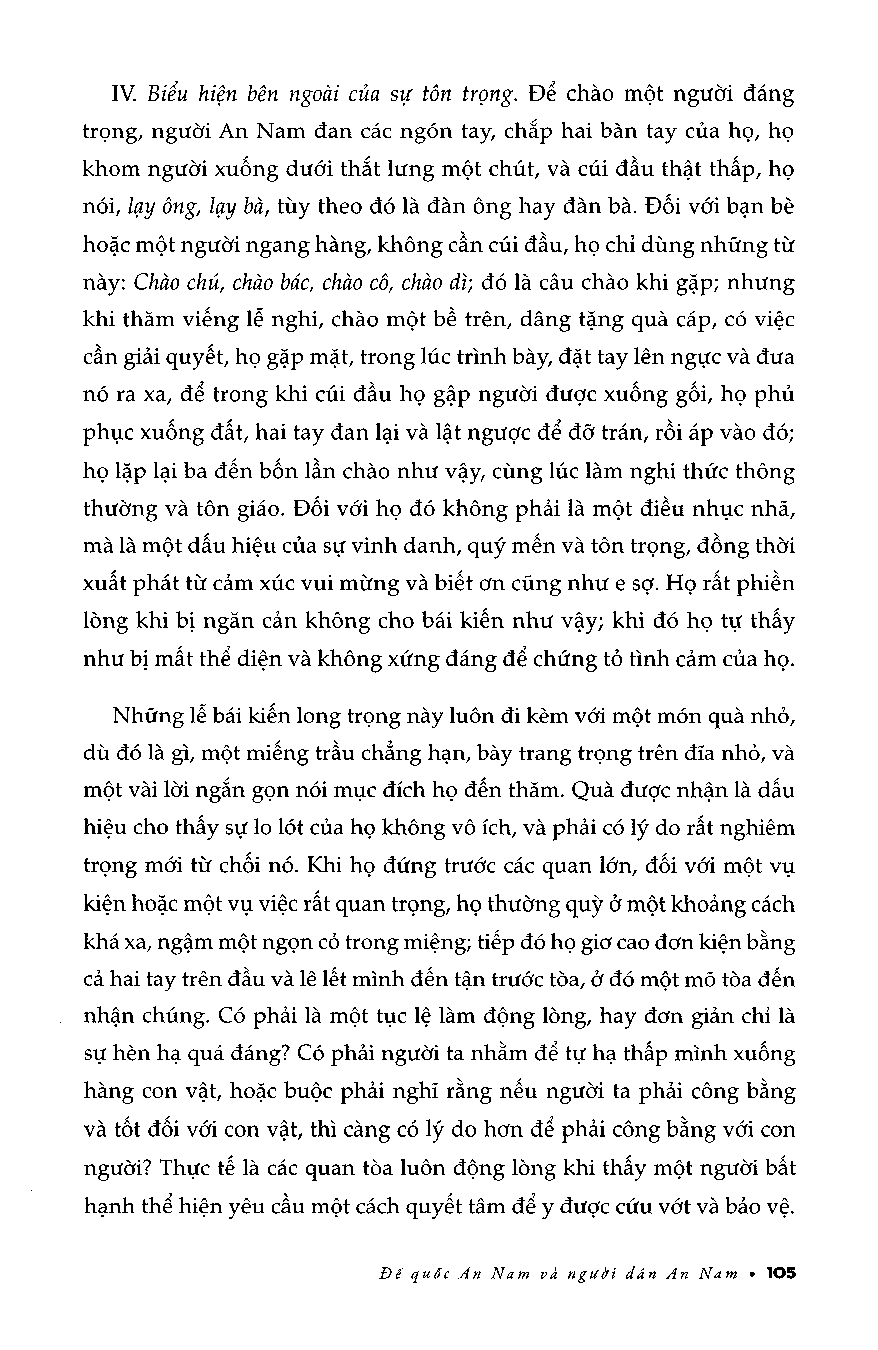 IV. Biểu hiện bên ngoài của sự tôn trọng. Để chào một người đáng
trọng, người An Nam đan các ngón tay, chắp hai bàn tay của họ, họ
khom người xuống dưới thắt lưng một chút, và cúi đầu thật thấp, họ
nói, lạy ông, lạy bà, tùy theo đó là đàn ông hay đàn bà. Đối với bạn bè
hoặc một người ngang hàng, không cần cúi đầu, họ chỉ dùng những từ
này: Chào chú, chào bác, chào cô, chào dì; đó là câu chào khi gặp; nhưng
khi thăm viếng lễ nghi, chào một bề trên, dâng tặng quà cáp, có việc
cần giải quyết, họ gặp mặt, trong lúc trình bày, đặt tay lên ngực và đưa
nó ra xa, để trong khi cúi đầu họ gập người được xuống gối, họ phủ
phục xuống đất, hai tay đan lại và lật ngược để đỡ trán, rồi áp vào đó;
họ lặp lại ba đến bốn lần chào như vậy, cùng lúc làm nghi thức thông
thường và tôn giáo. Đối với họ đó không phải là một điều nhục nhã,
mà là một dấu hiệu của sự vinh danh, quý mến và tôn trọng, đồng thời
xuất phát từ cảm xúc vui mừng và biết ơn cũng như e sợ. Họ rất phiền
lòng khi bị ngăn cản không cho bái kiến như vậy; khi đó họ tự thấy
như bị mất thể diện và không xứng đáng để chứng tỏ tình cảm của họ.
Những lễ bái kiến long trọng này luôn đi kèm với một món quà nhỏ,
dù đó là gì, một miếng trầu chẳng hạn, bày trang trọng trên đĩa nhỏ, và
một vài lời ngắn gọn nói mục đích họ đến thăm. Quà được nhận là dấu
hiệu cho thấy sự lo lót của họ không vô ích, và phải có lý do rất nghiêm
trọng mới từ chối nó. Khi họ đứng trước các quan lớn, đối với một vụ
kiện hoặc một vụ việc rất quan trọng, họ thường quỳ ở một khoảng cách
khá xa, ngậm một ngọn cỏ trong miệng; tiếp đó họ giơ cao đơn kiện bằng
cả hai tay trên đầu và lê lết mình đến tận trước tòa, ở đó một mõ tòa đến
nhận chúng. Có phải là một tục lệ làm động lòng, hay đơn giản chỉ là
sự hèn hạ quá đáng? Có phải người ta nhằm để tự hạ thấp mình xuống
hàng con vật, hoặc buộc phải nghĩ rằng nếu người ta phải công bằng
và tốt đối với con vật, thì càng có lý do hơn để phải công bằng với con
người? Thực tế là các quan tòa luôn động lòng khi thấy một người bất
hạnh thể hiện yêu cầu một cách quyết tâm để y được cứu vớt và bảo vệ.
Đế quốc An Nam và người dân An Nam • 105